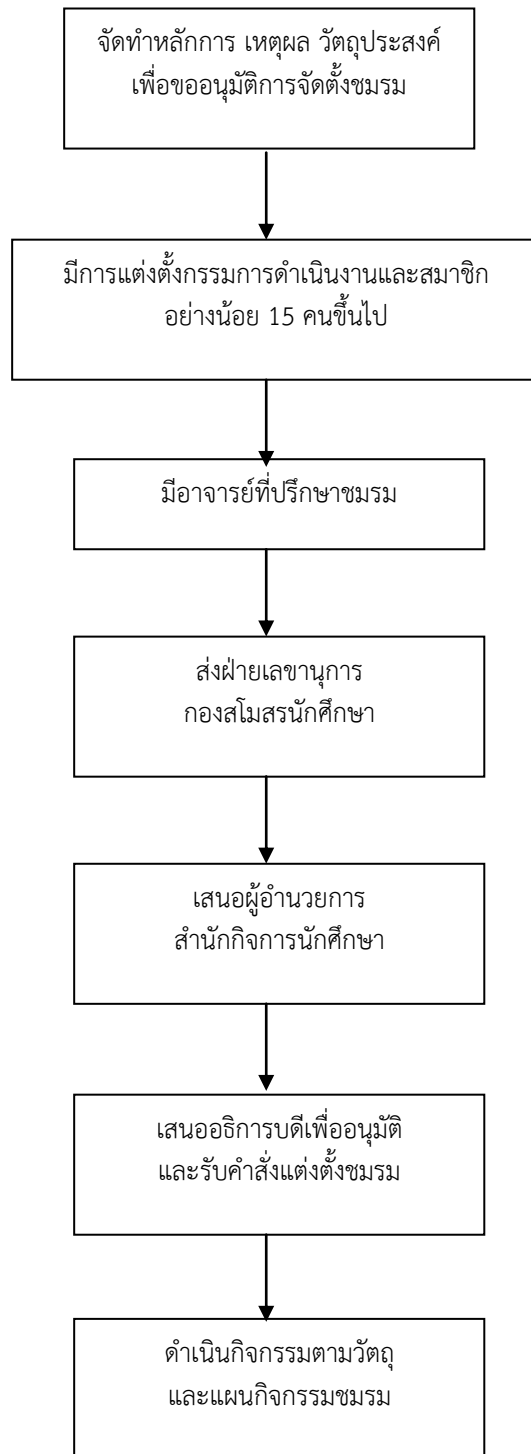 จัดทำหลักการ เหตุผล วัตถุประสงค์
เพื่อขออนุมัติการจัดตั้งชมรม
มีการแต่งตั้งกรรมการดำเนินงานและสมาชิก
อย่างน้อย 15 คนขึ้นไป
มีอาจารย์ที่ปรึกษาชมรม
ส่งฝ่ายเลขานุการ
กองสโมสรนักศึกษา
เสนอผู้อำนวยการ
สำนักกิจการนักศึกษา
เสนออธิการบดีเพื่ออนุมัติ
และรับคำสั่งแต่งตั้งชมรม
ดำเนินกิจกรรมตามวัตถุ
และแผนกิจกรรมชมรม